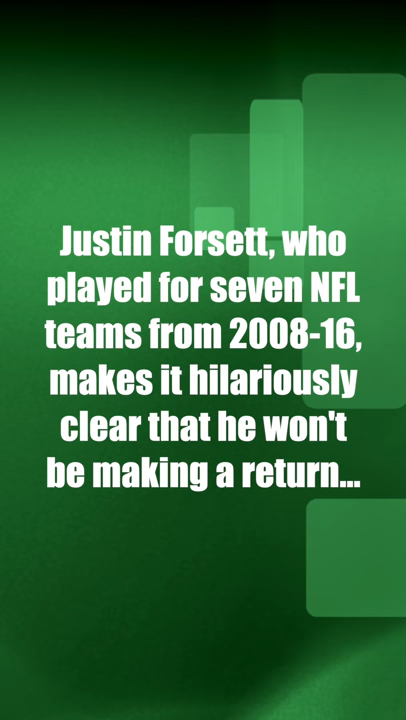 Justin Forsett, who
played for seven NFL
teams from 2008-16,
makes it hilariously
clear that he won't
be making a return...